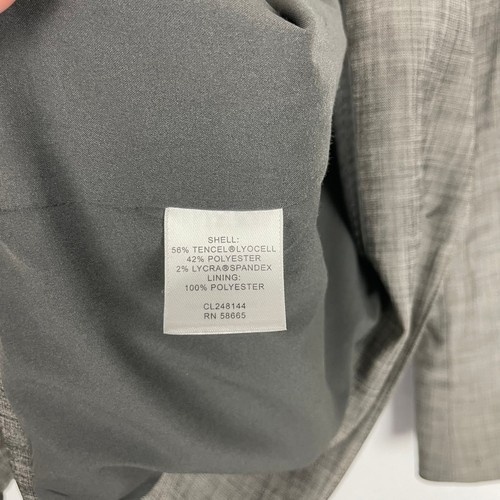 SHELL:
56% TENCEL®LYOCELL
42% POLYESTER
2% LYCRA®SPANDEX
LINING:
100% POLYESTER
CL248144
RN 58665